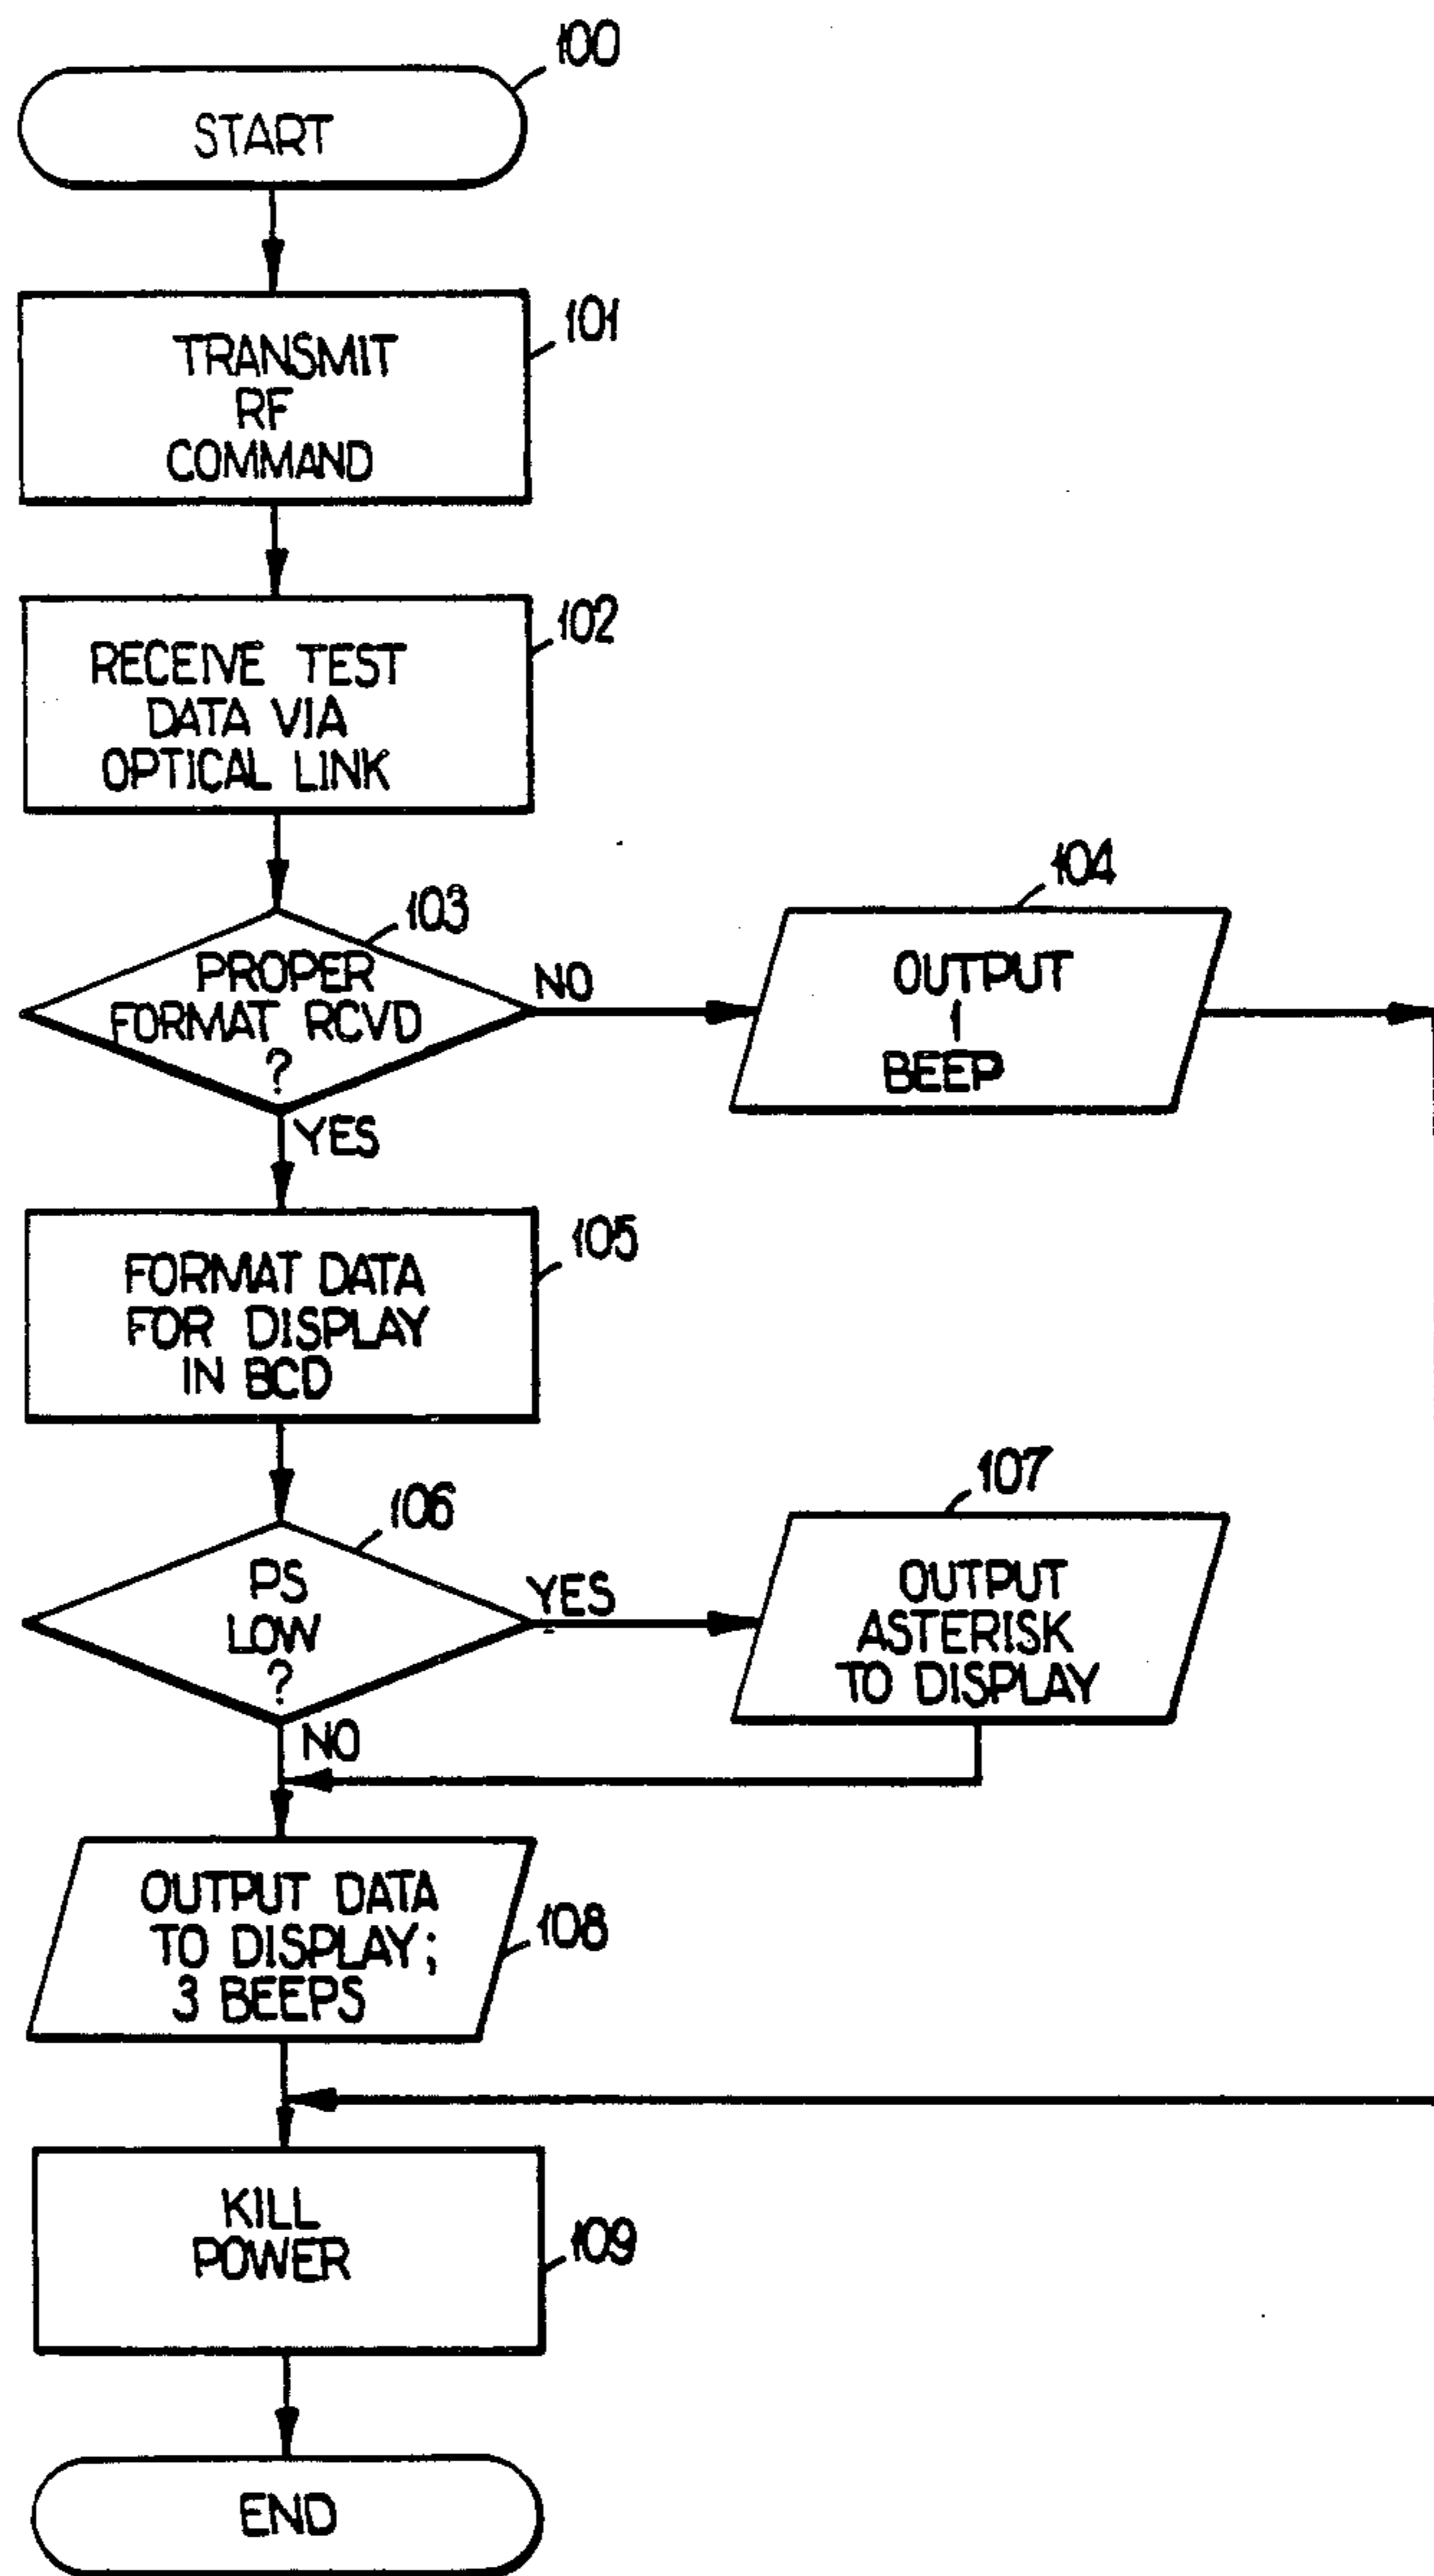 100
START
101
TRANSMIT
RF
COMMAND
102
RECEIVE TEST
DATA VIA
OPTICAL LINK
103
PROPER
FORMAT RCVD
?
NO
YES
104
OUTPUT
1
BEEP
105
FORMAT DATA
FOR DISPLAY
IN BCD
106
PS
LOW
?
YES
NO
107
OUTPUT
ASTERISK
TO DISPLAY
108
OUTPUT DATA
TO DISPLAY;
3 BEEPS
109
KILL
POWER
END